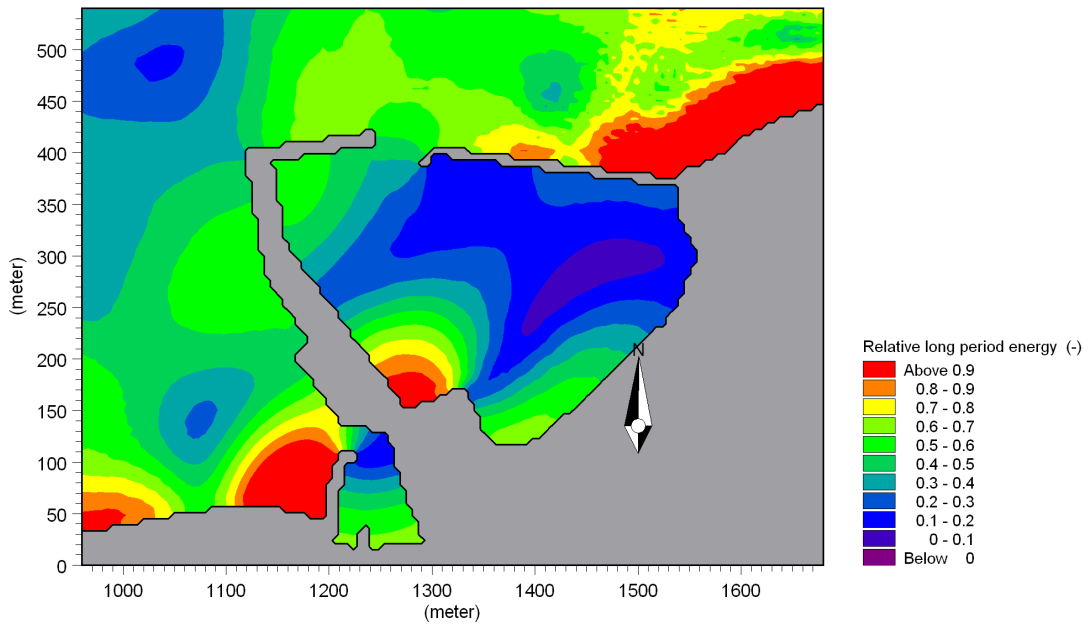 500
450
400
350
300
250
200
150
100
50
0
(meter)
1000 1100 1200 1300 1400 1500 1600
(meter)
N
Relative long period energy (-)
Above 0.9
0.8 - 0.9
0.7 - 0.8
0.6 - 0.7
0.5 - 0.6
0.4 - 0.5
0.3 - 0.4
0.2 - 0.3
0.1 - 0.2
0 - 0.1
Below 0